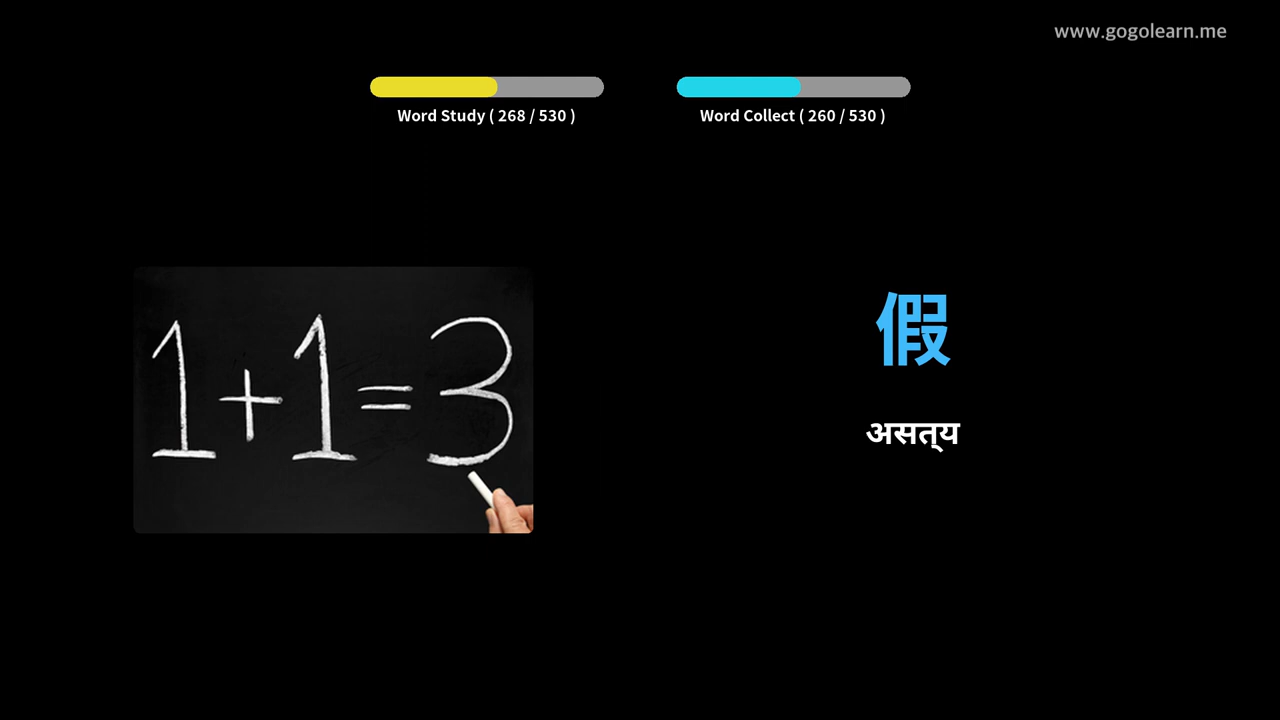 www.gogolearn.me
Word Study ( 268 / 530 )
Word Collect ( 260 / 530 )
1+1=3
假
असत्य